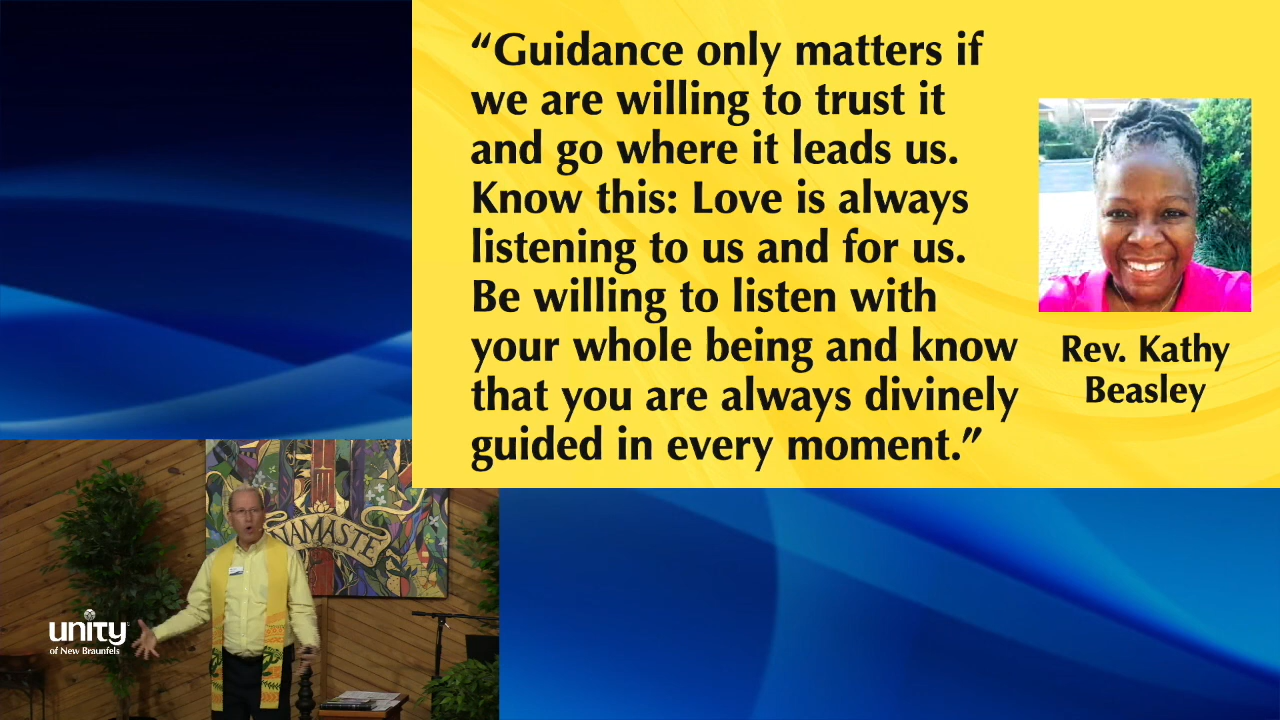 “Guidance only matters if
we are willing to trust it
and go where it leads us.
Know this: Love is always
listening to us and for us.
Be willing to listen with
your whole being and know
that you are always divinely
guided in every moment.”
Rev. Kathy
Beasley
NAMASTE
unity
of New Braunfels